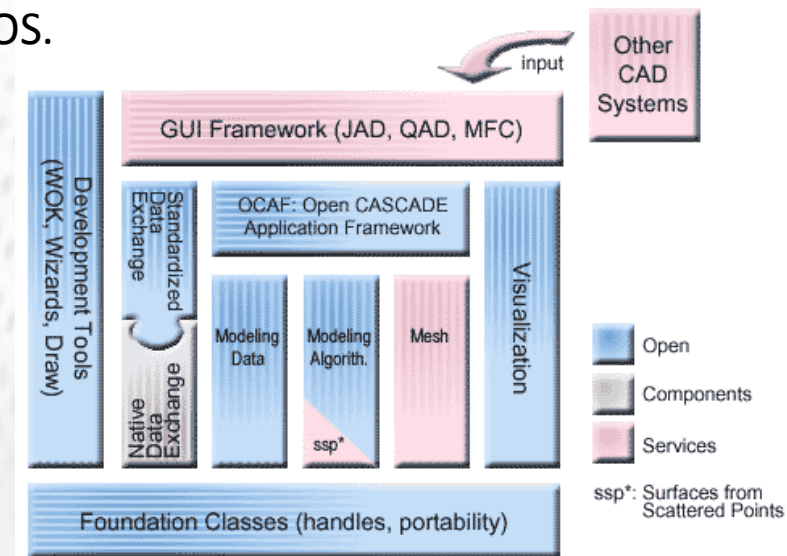 OS.
input
Other
CAD
Systems
GUI Framework (JAD, QAD, MFC)
Development Tools
(WOK, Wizards, Draw)
Standardized
Data
Exchange
Native
Data
Exchange
OCAF: Open CASCADE
Application Framework
Modeling
Data
Modeling
Algorith.
ssp*
Mesh
Visualization
Foundation Classes (handles, portability)
Open
Components
Services
ssp*: Surfaces from
Scattered Points